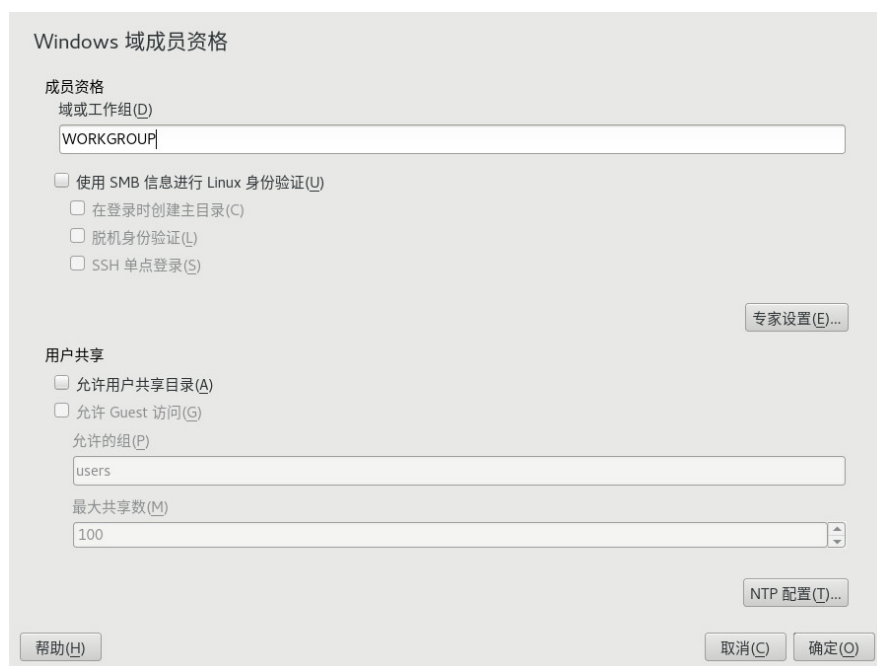 Windows 域成员资格
成员资格
域或工作组(D)
WORKGROUP
使用 SMB 信息进行 Linux 身份验证(U)
在登录时创建主目录(C)
脱机身份验证(L)
SSH 单点登录(S)
专家设置(E)...
用户共享
允许用户共享目录(A)
允许 Guest 访问(G)
允许的组(P)
users
最大共享数(M)
100
NTP 配置(T)...
帮助(H) 取消(C) 确定(O)